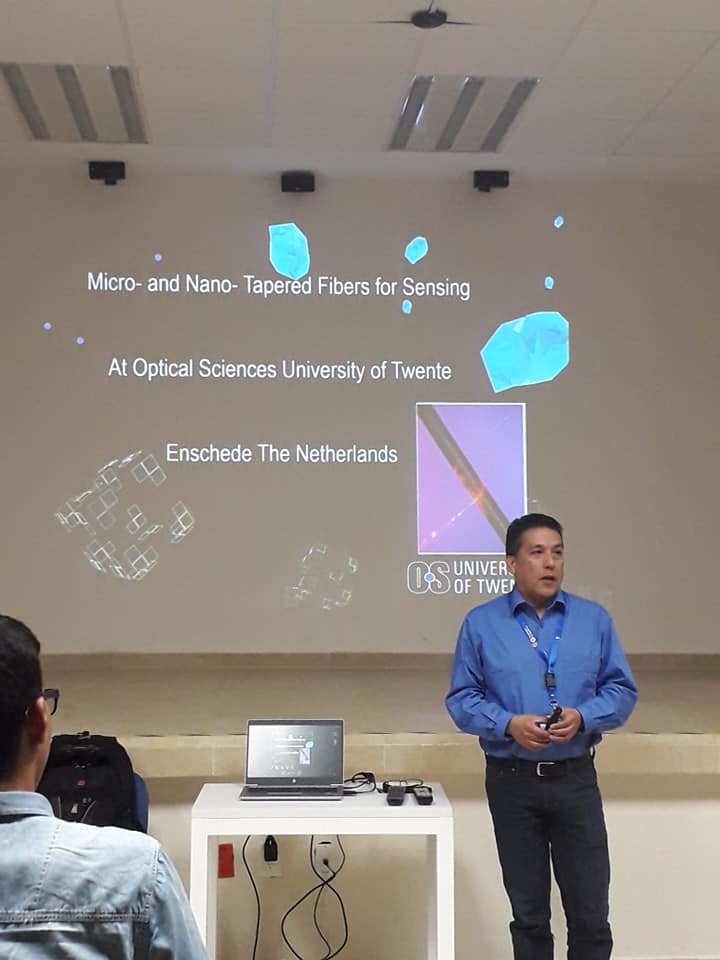 Micro- and Nano- Tapered Fibers for Sensing
At Optical Sciences University of Twente
Enschede The Netherlands
OS UNIVERS
OF TWEN